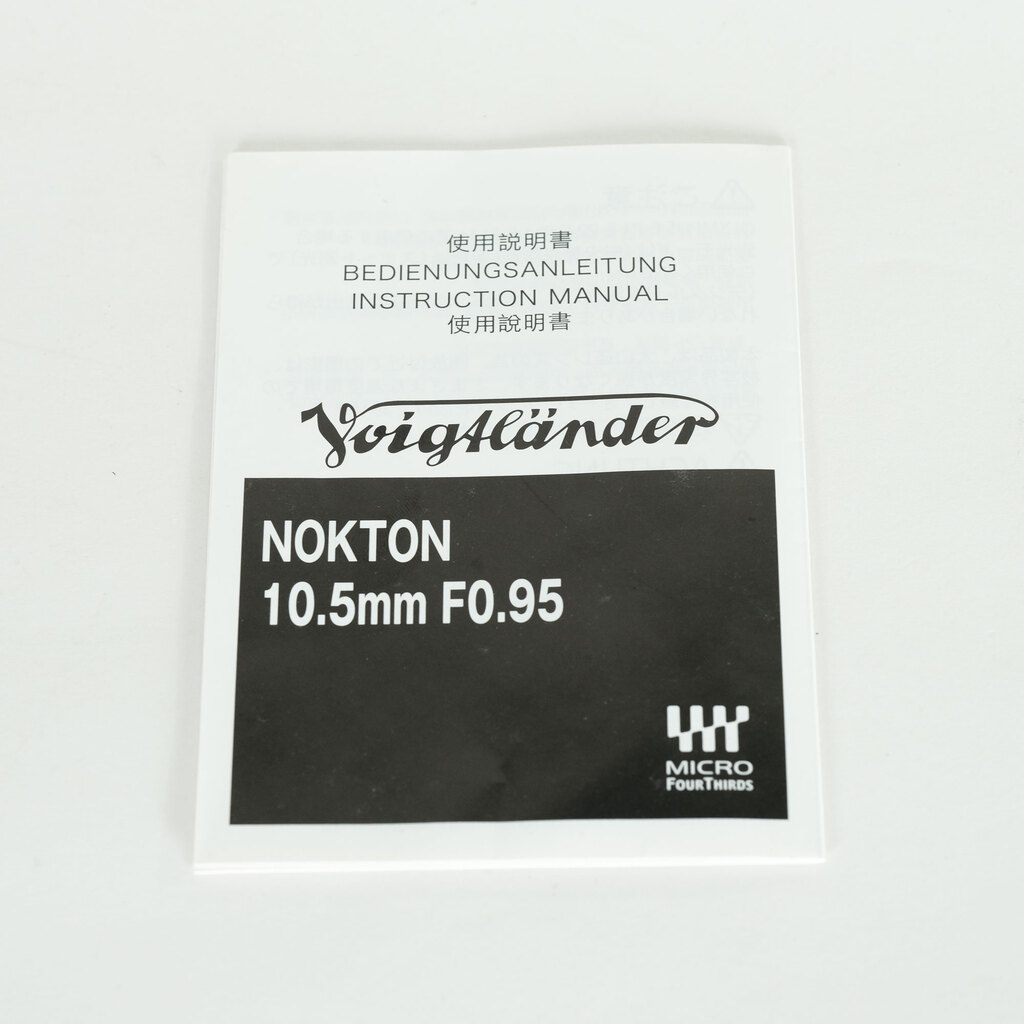 使用説明書
BEDIENUNGSANLEITUNG
INSTRUCTION MANUAL
使用說明書
Voigtländer
NOKTON
10.5mm F0.95
MICRO
FOURTHIRDS